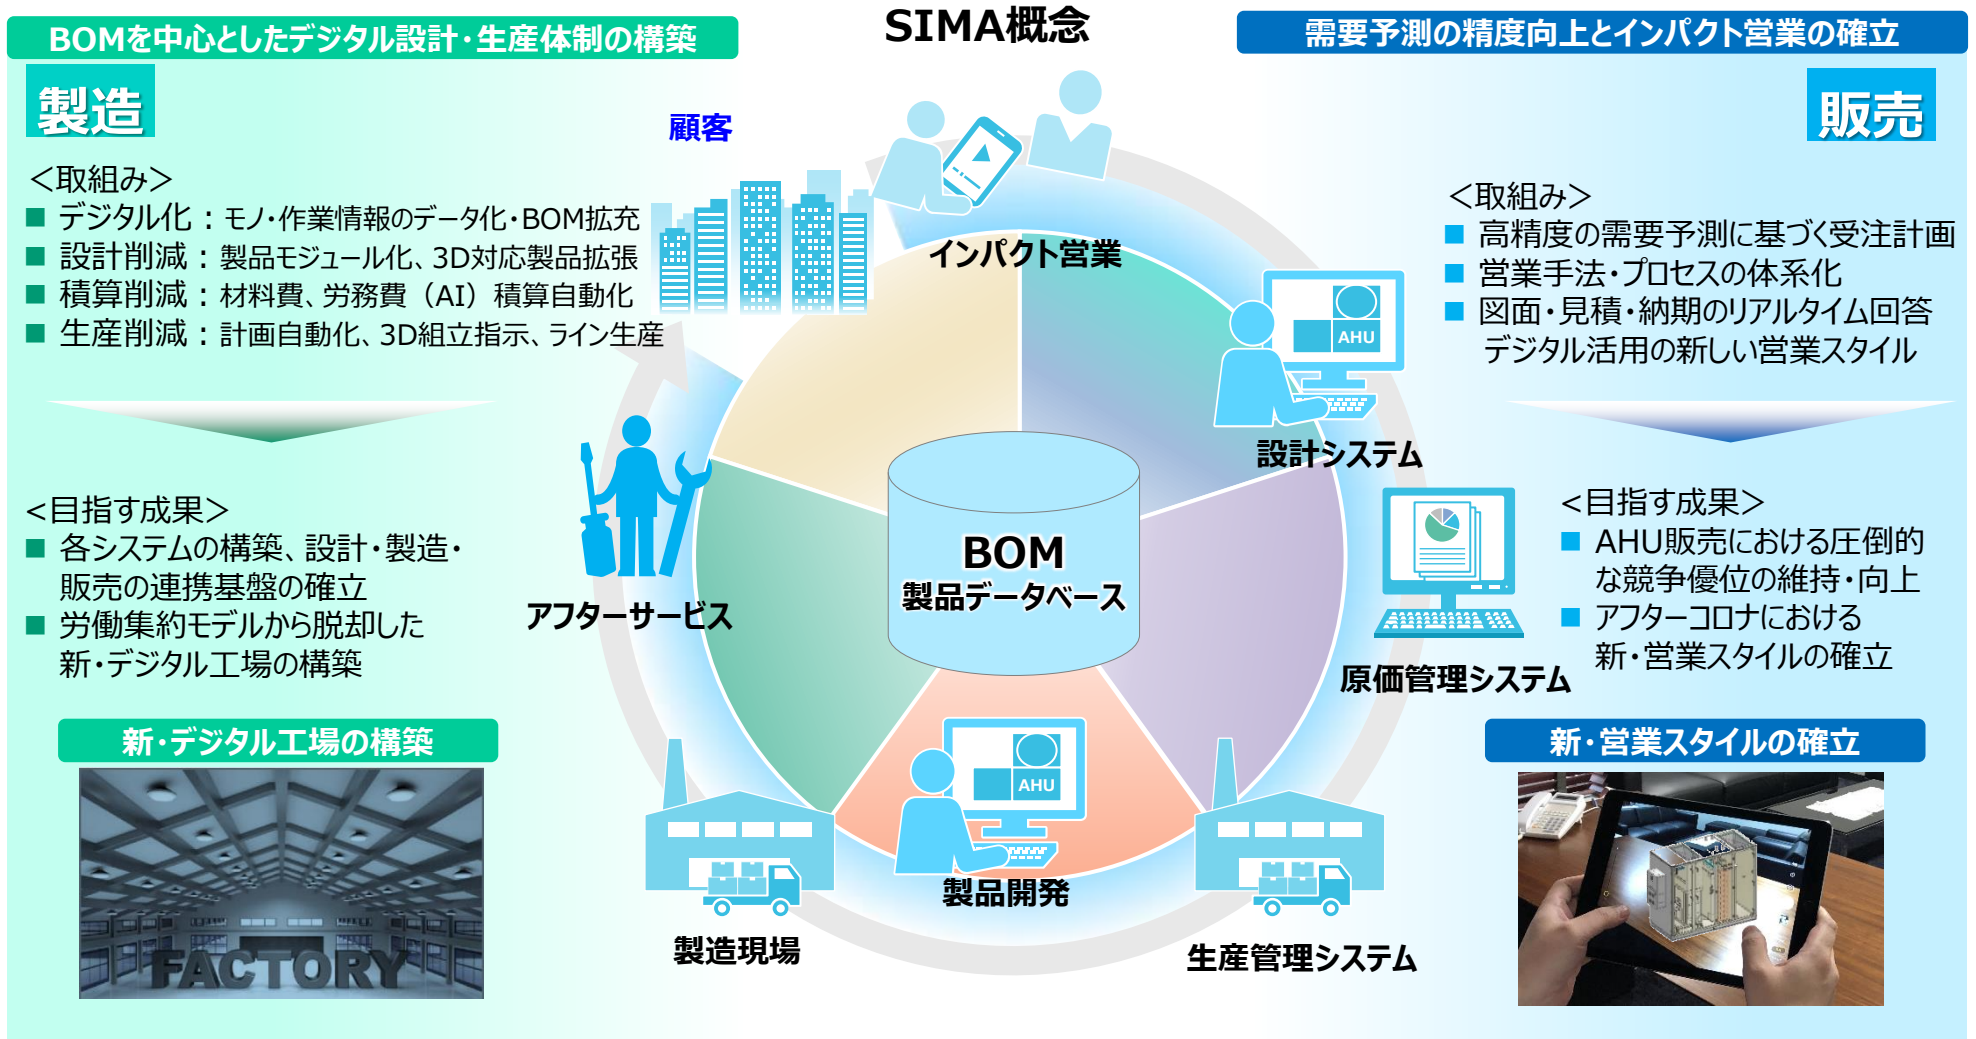 SIMA概念
BOMを中心としたデジタル設計・生産体制の構築
製造
＜取組み＞
■ デジタル化：モノ・作業情報のデータ化・BOM拡充
■ 設計削減：製品モジュール化、3D対応製品拡張
■ 積算削減：材料費、労務費（AI）積算自動化
■ 生産削減：計画自動化、3D組立指示、ライン生産
<目指す成果＞
■ 各システムの構築、設計・製造・
販売の連携基盤の確立
■ 労働集約モデルから脱却した
新・デジタル工場の構築
新・デジタル工場の構築
FACTORY
顧客
インパクト営業
AHU
設計システム
原価管理システム
生産管理システム
AHU
製品開発
製造現場
アフターサービス
BOM
製品データベース
需要予測の精度向上とインパクト営業の確立
販売
＜取組み＞
■ 高精度の需要予測に基づく受注計画
■ 営業手法・プロセスの体系化
■ 図面・見積・納期のリアルタイム回答
デジタル活用の新しい営業スタイル
<目指す成果＞
■ AHU販売における圧倒的
な競争優位の維持・向上
■ アフターコロナにおける
新・営業スタイルの確立
新・営業スタイルの確立